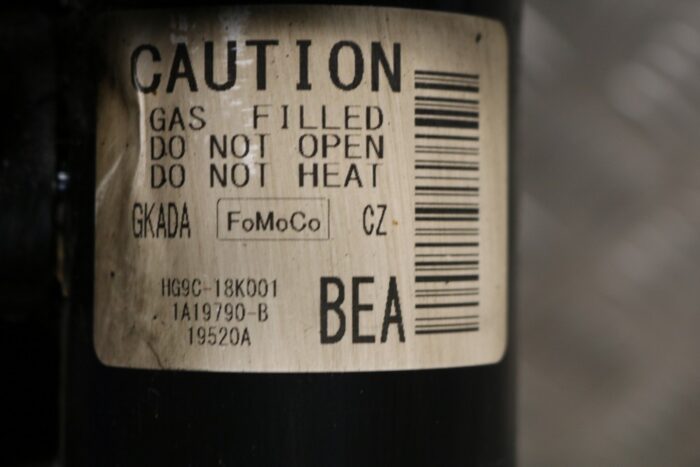 CAUTION
GAS FILLED
DO NOT OPEN
DO NOT HEAT
GKADA FoMoCo CZ
HG9C-18K001
1A19790-B
19520A
BEA